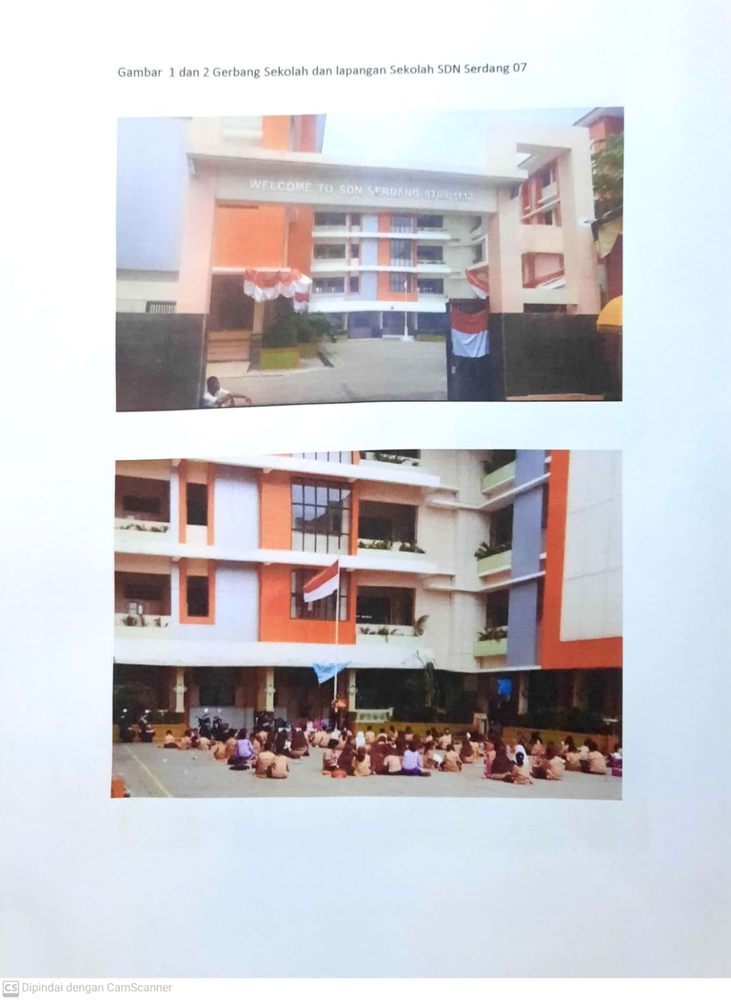 Gambar 1 dan 2 Gerbang Sekolah dan lapangan Sekolah SDN Serdang 07
WELCOME TO SDN SERDANG 07,09,11,12
CS Dipindai dengan CamScanner